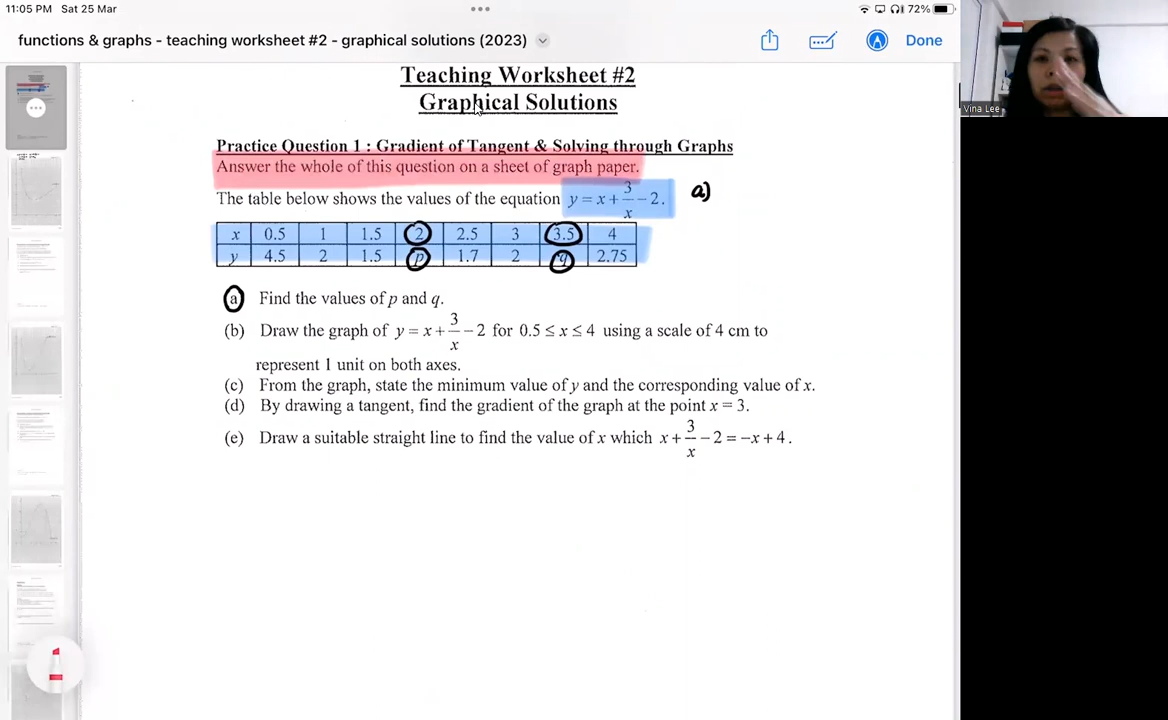 11:05 PM Sat 25 Mar
72%
functions & graphs - teaching worksheet #2 - graphical solutions (2023)
Done
Vina Lee
Teaching Worksheet #2
Graphical Solutions
Practice Question 1 : Gradient of Tangent & Solving through Graphs
Answer the whole of this question on a sheet of graph paper.
The table below shows the values of the equation y = x + 3/x - 2. a)
x 0.5 1 1.5 2 2.5 3 3.5 4
y 4.5 2 1.5 p 1.7 2 q 2.75
(a) Find the values of p and q.
(b) Draw the graph of y = x + 3/x - 2 for 0.5 ≤ x ≤ 4 using a scale of 4 cm to
represent 1 unit on both axes.
(c) From the graph, state the minimum value of y and the corresponding value of x.
(d) By drawing a tangent, find the gradient of the graph at the point x = 3.
(e) Draw a suitable straight line to find the value of x which x + 3/x - 2 = -x + 4.